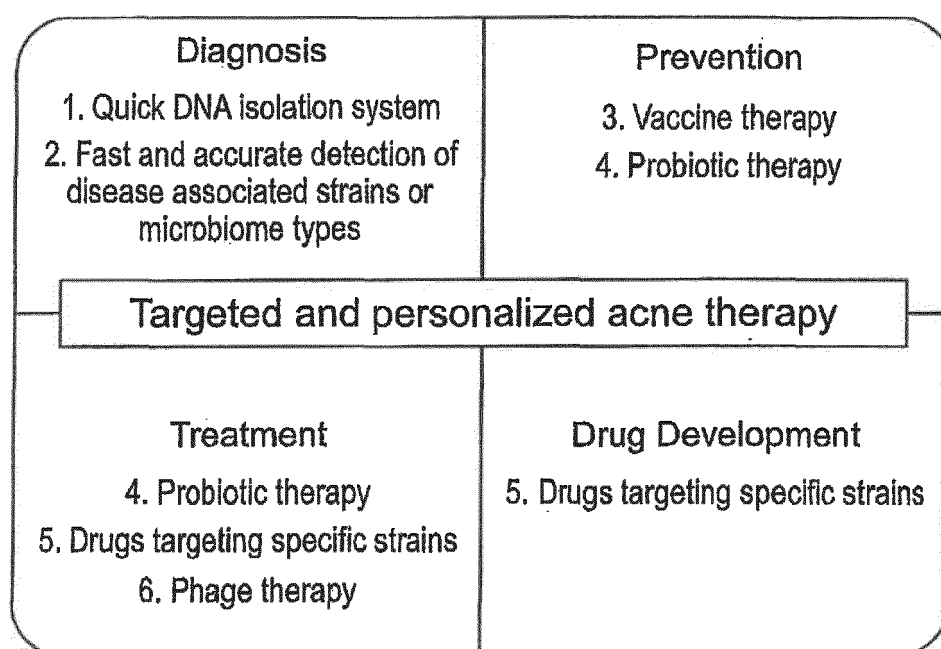 Diagnosis
1. Quick DNA isolation system
2. Fast and accurate detection of
disease associated strains or
microbiome types
Prevention
3. Vaccine therapy
4. Probiotic therapy
Targeted and personalized acne therapy
Treatment
4. Probiotic therapy
5. Drugs targeting specific strains
6. Phage therapy
Drug Development
5. Drugs targeting specific strains